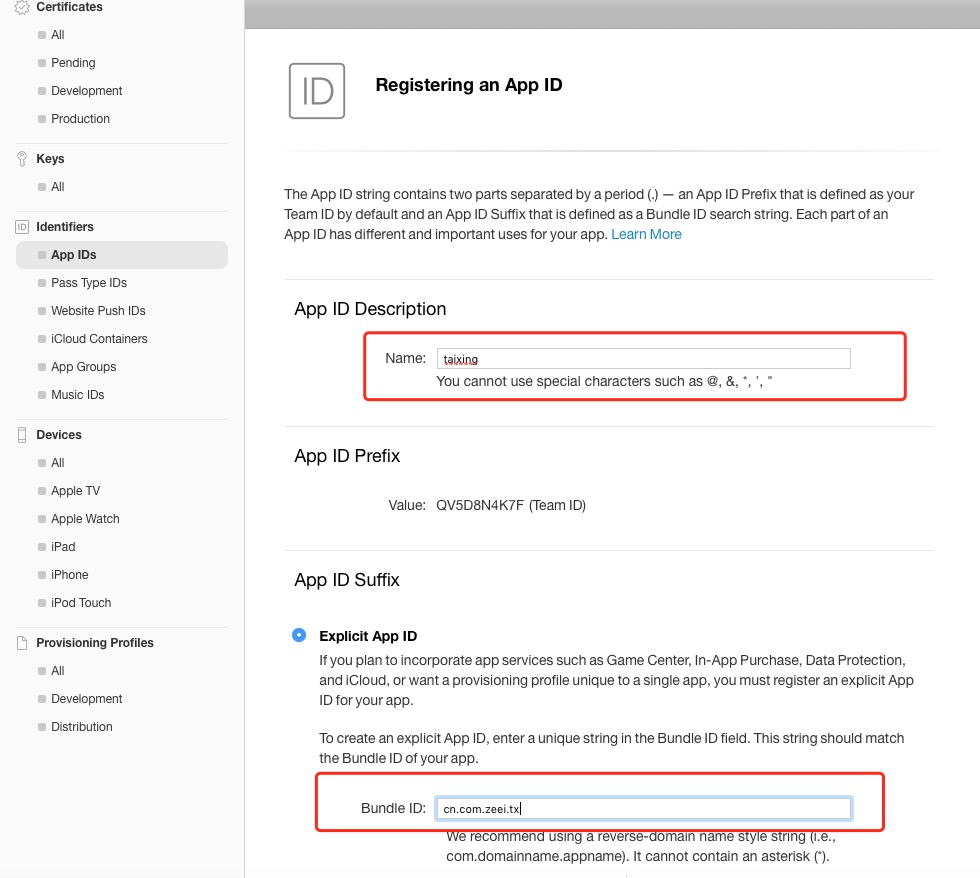 Certificates
All
Pending
Development
Production
Keys
All
ID
Identifiers
App IDs
Pass Type IDs
Website Push IDs
iCloud Containers
App Groups
Music IDs
Devices
All
Apple TV
Apple Watch
iPad
iPhone
iPod Touch
Provisioning Profiles
All
Development
Distribution
ID
Registering an App ID
The App ID string contains two parts separated by a period (.) — an App ID Prefix that is defined as your
Team ID by default and an App ID Suffix that is defined as a Bundle ID search string. Each part of an
App ID has different and important uses for your app. Learn More
App ID Description
Name: taixing
You cannot use special characters such as @, &, *, ', "
App ID Prefix
Value: QV5D8N4K7F (Team ID)
App ID Suffix
Explicit App ID
If you plan to incorporate app services such as Game Center, In-App Purchase, Data Protection,
and iCloud, or want a provisioning profile unique to a single app, you must register an explicit App
ID for your app.
To create an explicit App ID, enter a unique string in the Bundle ID field. This string should match
the Bundle ID of your app.
Bundle ID: cn.com.zeei.tx
We recommend using a reverse-domain name style string (i.e.,
com.domainname.appname). It cannot contain an asterisk (*).